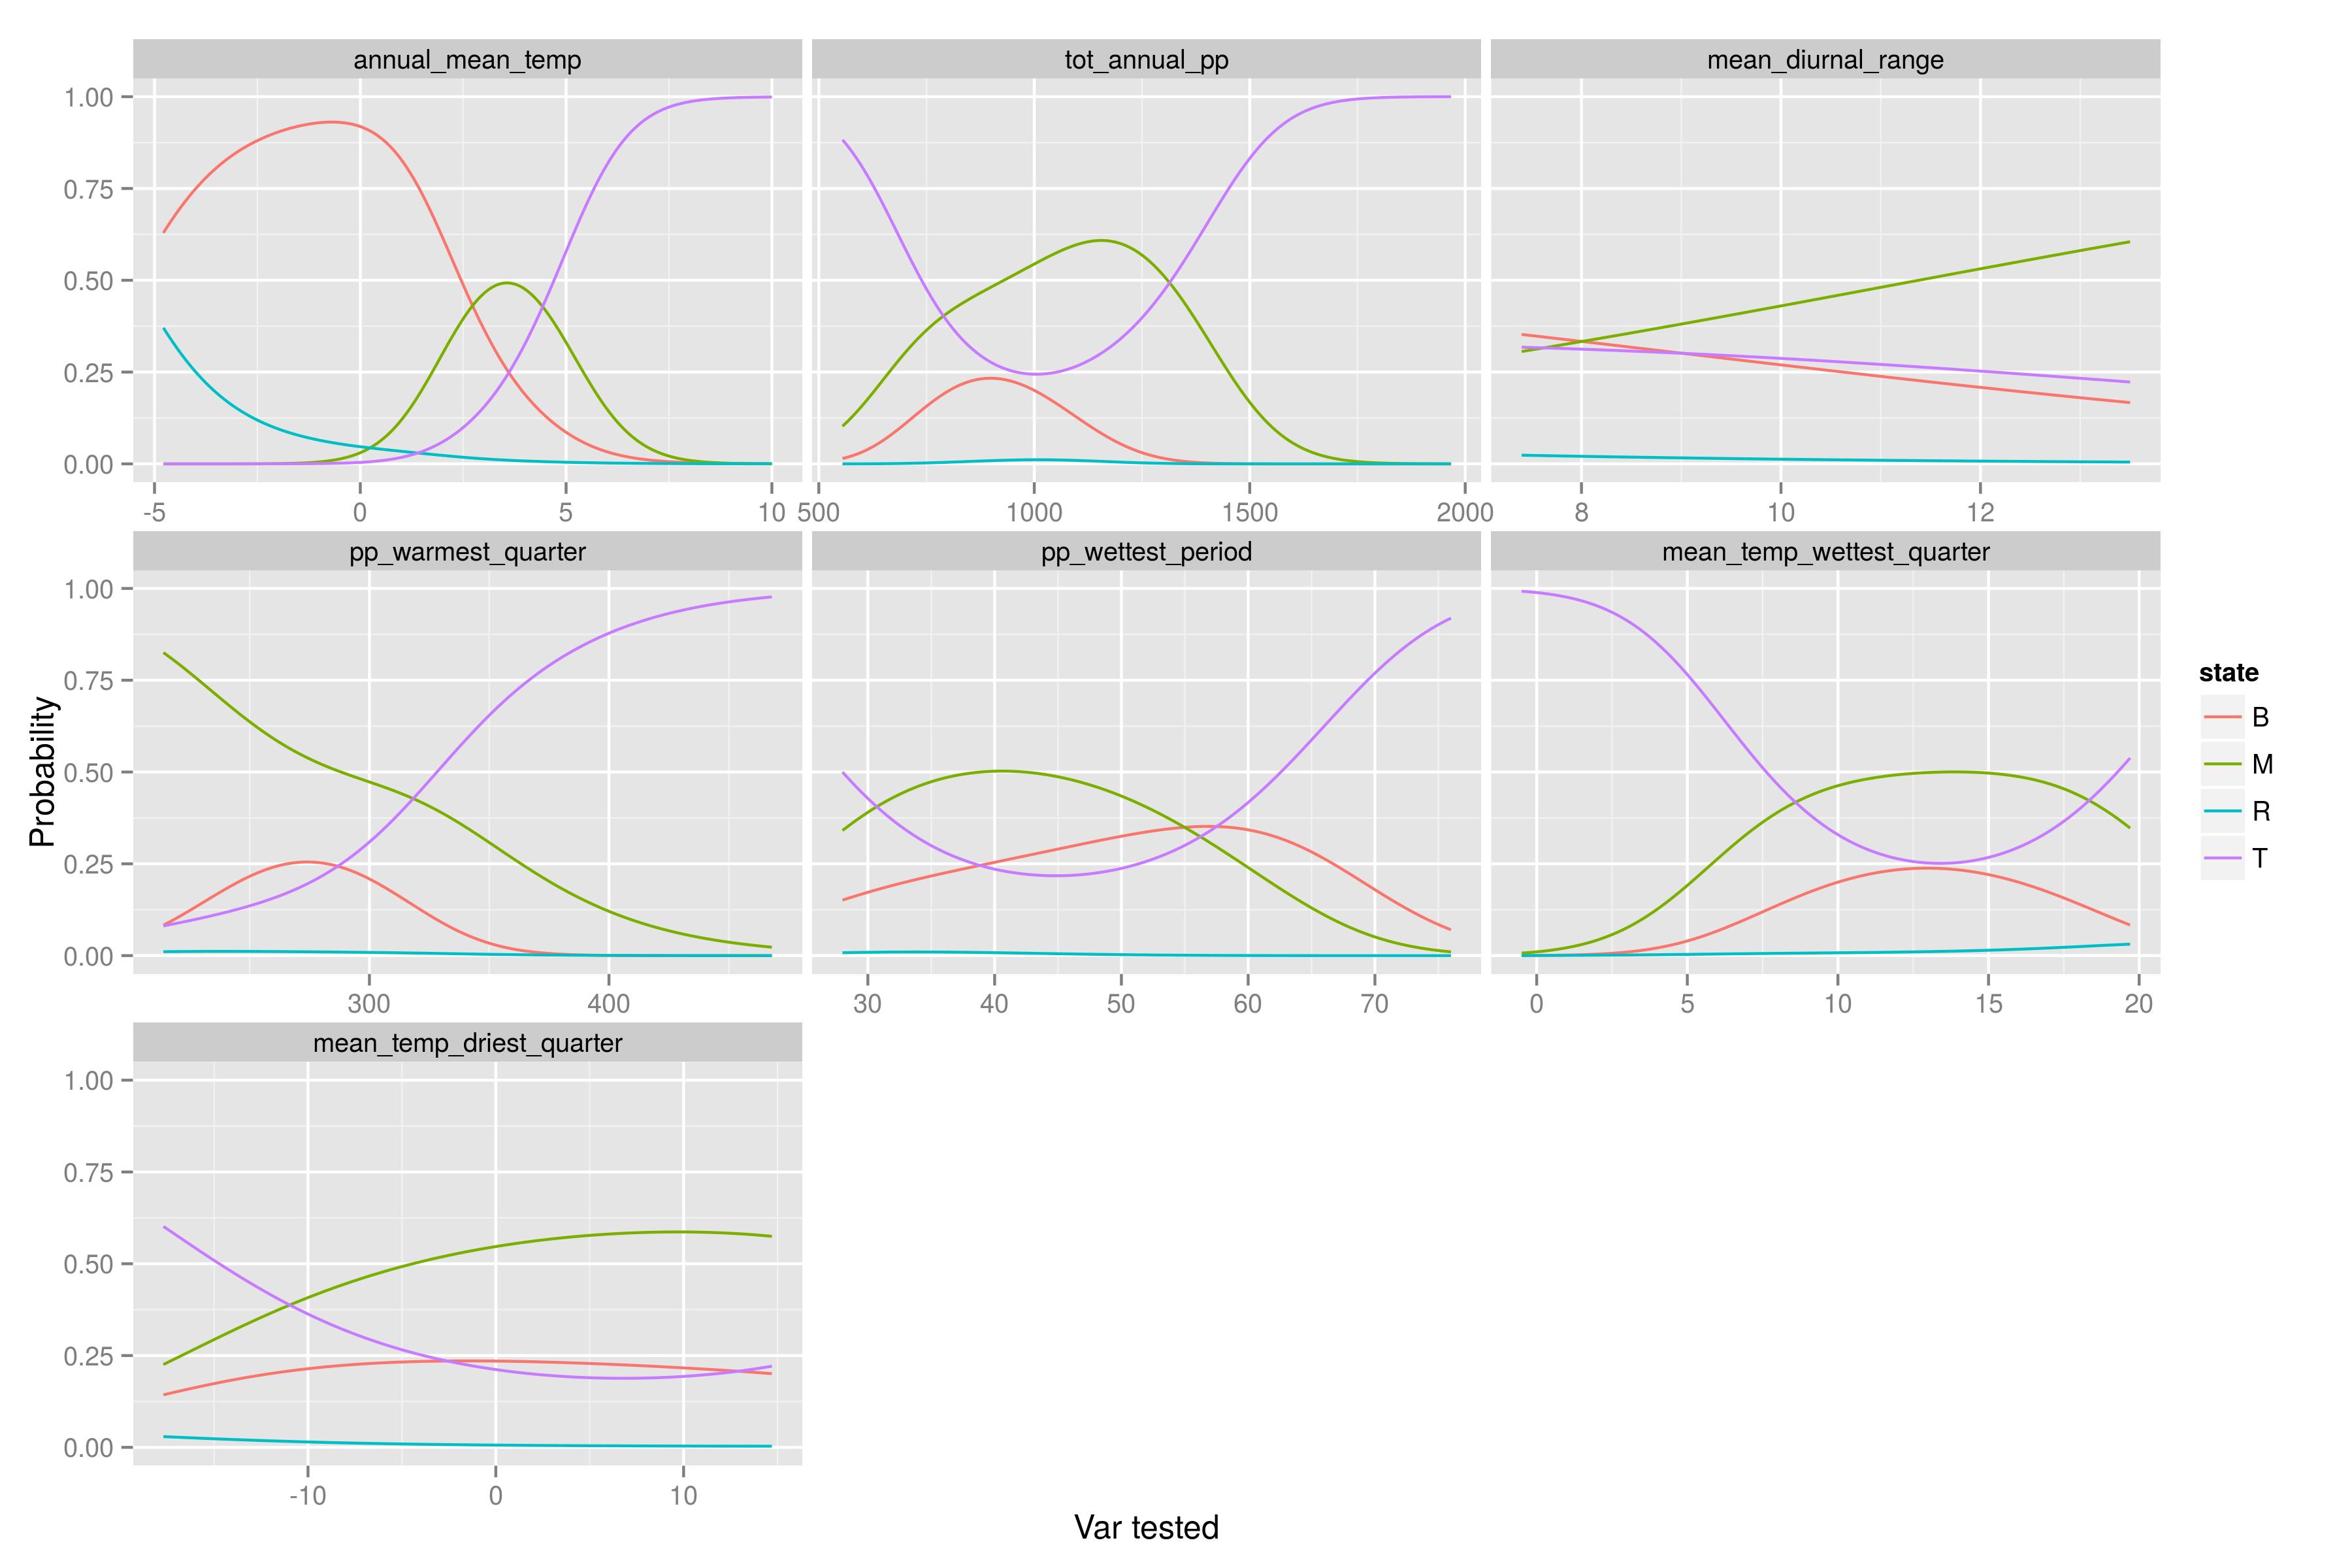 annual_mean_temp tot_annual_pp mean_diurnal_range
1.00
0.75
0.50
0.25
0.00
-5 0 5 10 500 1000 1500 2000 8 10 12
pp_warmest_quarter pp_wettest_period mean_temp_wettest_quarter
1.00
0.75
0.50
0.25
0.00
300 400 30 40 50 60 70 0 5 10 15 20
mean_temp_driest_quarter
1.00
0.75
0.50
0.25
0.00
-10 0 10
Probability
Var tested
state
B
M
R
T